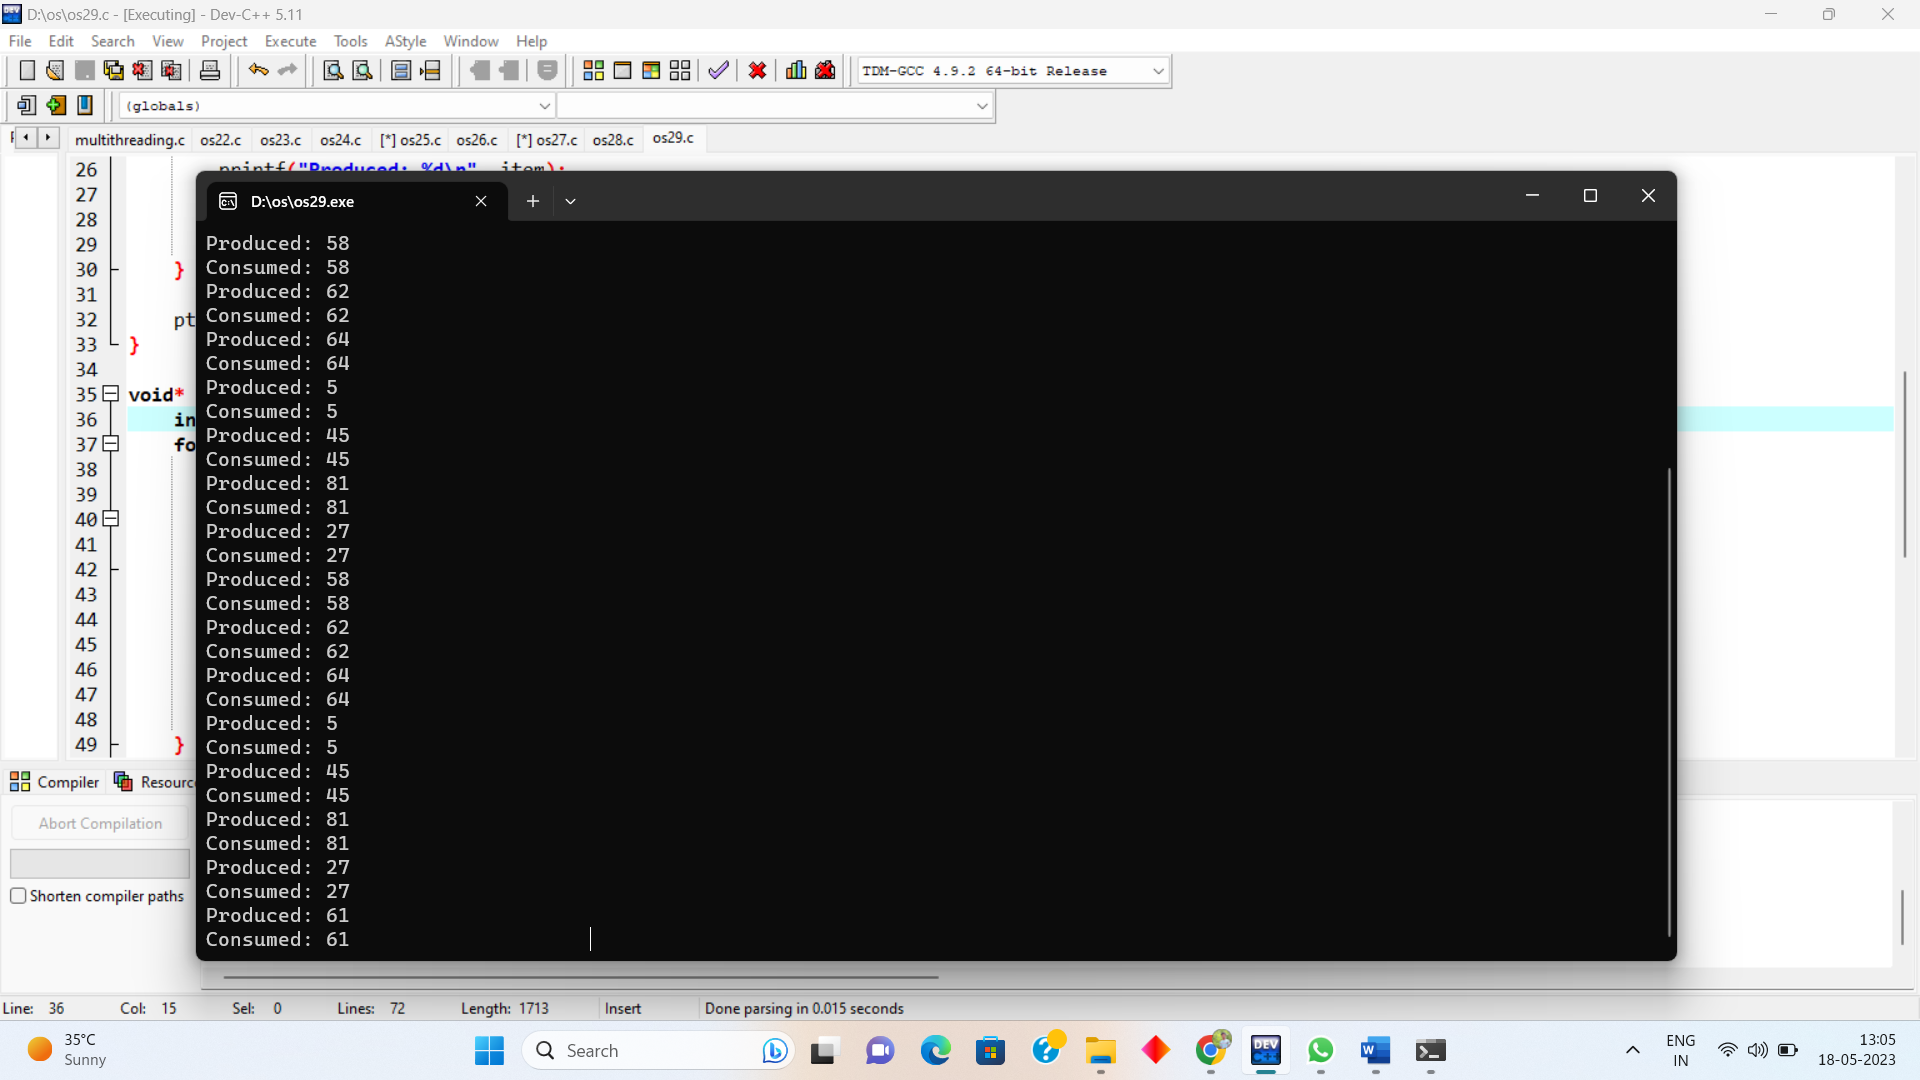 D:\os\os29.c - [Executing] - Dev-C++ 5.11
File Edit Search View Project Execute Tools AStyle Window Help
TDM-GCC 4.9.2 64-bit Release
(globals)
multithreading.c os22.c os23.c os24.c [*] os25.c os26.c [*] os27.c os28.c os29.c
26 printf("Produced: %d\n", item);
27
28
29
30 }
31
32 pt
33 }
34
35 void*
36 in
37 fo
38
39
40
41
42
43
44
45
46
47
48
49 }
D:\os\os29.exe
Produced: 58
Consumed: 58
Produced: 62
Consumed: 62
Produced: 64
Consumed: 64
Produced: 5
Consumed: 5
Produced: 45
Consumed: 45
Produced: 81
Consumed: 81
Produced: 27
Consumed: 27
Produced: 58
Consumed: 58
Produced: 62
Consumed: 62
Produced: 64
Consumed: 64
Produced: 5
Consumed: 5
Produced: 45
Consumed: 45
Produced: 81
Consumed: 81
Produced: 27
Consumed: 27
Produced: 61
Consumed: 61
Compiler Resourc
Abort Compilation
Shorten compiler paths
Line: 36 Col: 15 Sel: 0 Lines: 72 Length: 1713 Insert Done parsing in 0.015 seconds
35°C
Sunny
Search
DEV
ENG
IN
13:05
18-05-2023